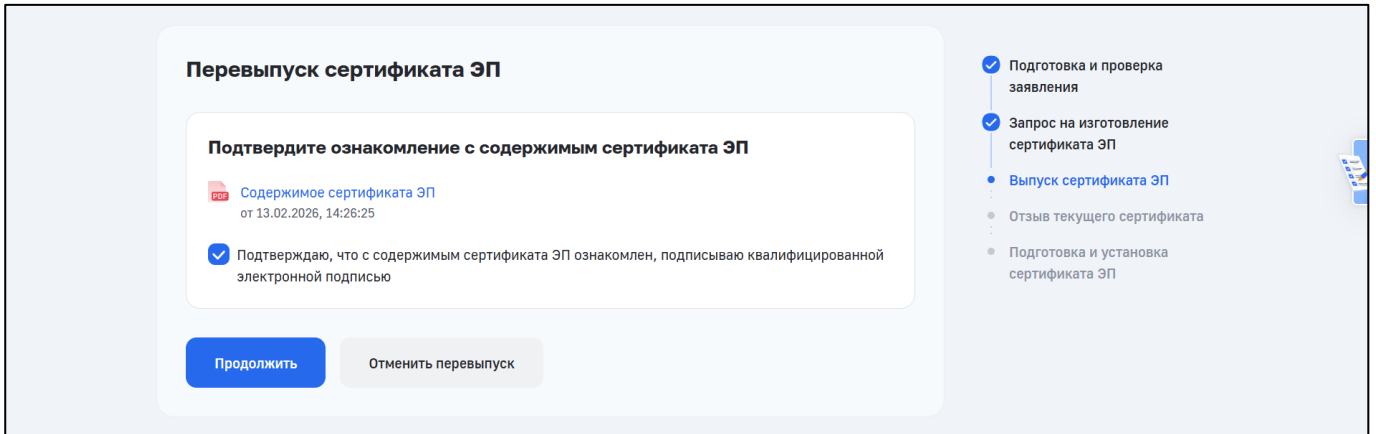 Перевыпуск сертификата ЭП
Подтвердите ознакомление с содержимым сертификата ЭП
PDF
Содержимое сертификата ЭП
от 13.02.2026, 14:26:25
Подтверждаю, что с содержимым сертификата ЭП ознакомлен, подписываю квалифицированной
электронной подписью
Продолжить
Отменить перевыпуск
Подготовка и проверка
заявления
Запрос на изготовление
сертификата ЭП
Выпуск сертификата ЭП
Отзыв текущего сертификата
Подготовка и установка
сертификата ЭП